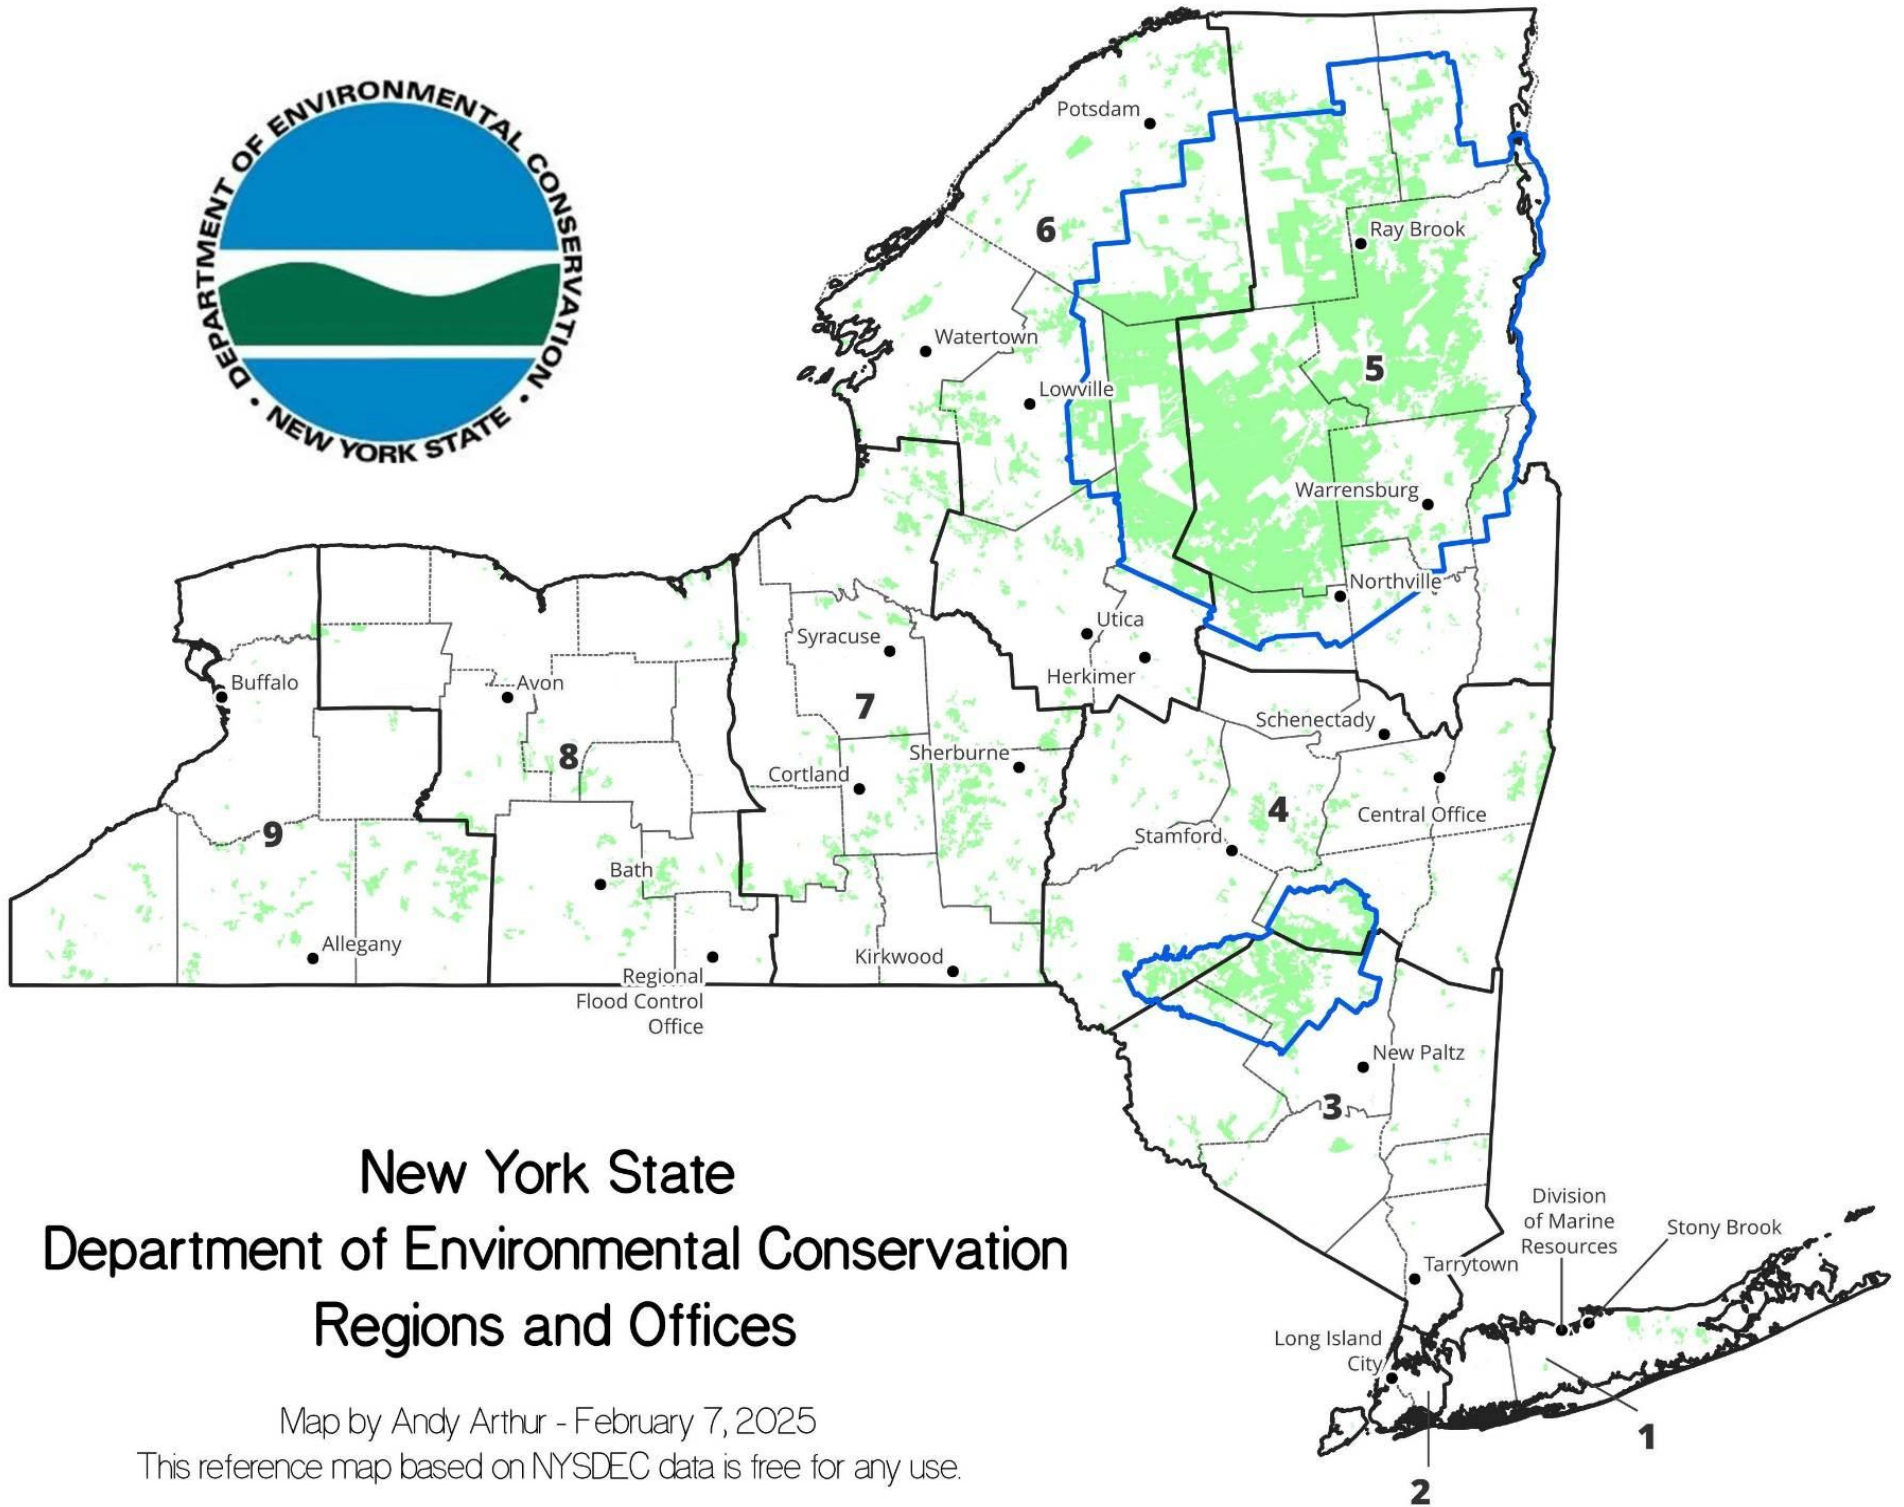 DEPARTMENT OF ENVIRONMENTAL CONSERVATION
• NEW YORK STATE •
Potsdam
6
Ray Brook
Watertown
5
Lowville
Warrensburg
Northville
Utica
Syracuse
Herkimer
Buffalo
Avon
7
Schenectady
8
Sherburne
Cortland
4
Central Office
9
Stamford
Bath
Allegany
Kirkwood
Regional
Flood Control
Office
New Paltz
3
New York State
Department of Environmental Conservation
Regions and Offices
Map by Andy Arthur - February 7, 2025
This reference map based on NYSDEC data is free for any use.
Division
of Marine
Resources
Stony Brook
Tarrytown
Long Island
City
1
2